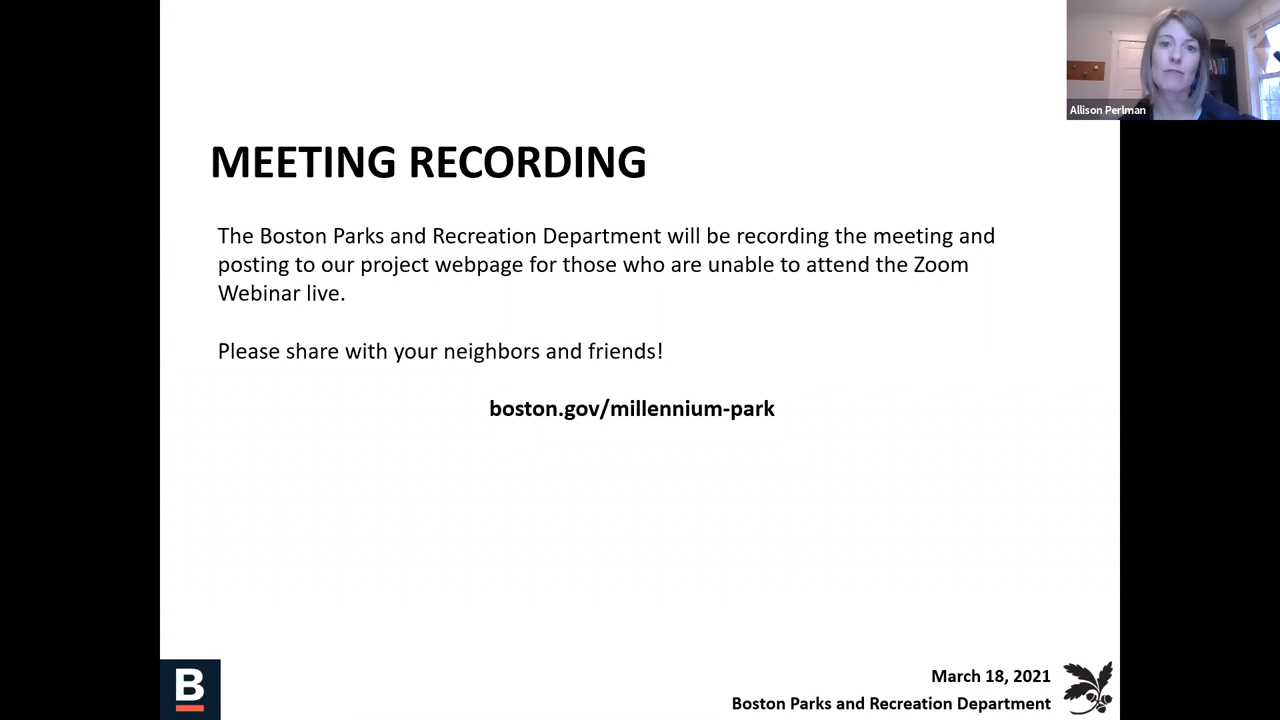 Allison Perlman
MEETING RECORDING
The Boston Parks and Recreation Department will be recording the meeting and
posting to our project webpage for those who are unable to attend the Zoom
Webinar live.
Please share with your neighbors and friends!
boston.gov/millennium-park
B
March 18, 2021
Boston Parks and Recreation Department